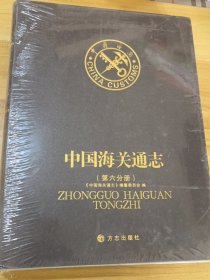 中国海关
CHINA CUSTOMS
中国海关通志
（第六分册）
《中国海关通志》编纂委员会 编
ZHONGGUO HAIGUAN
TONGZHI
方志出版社